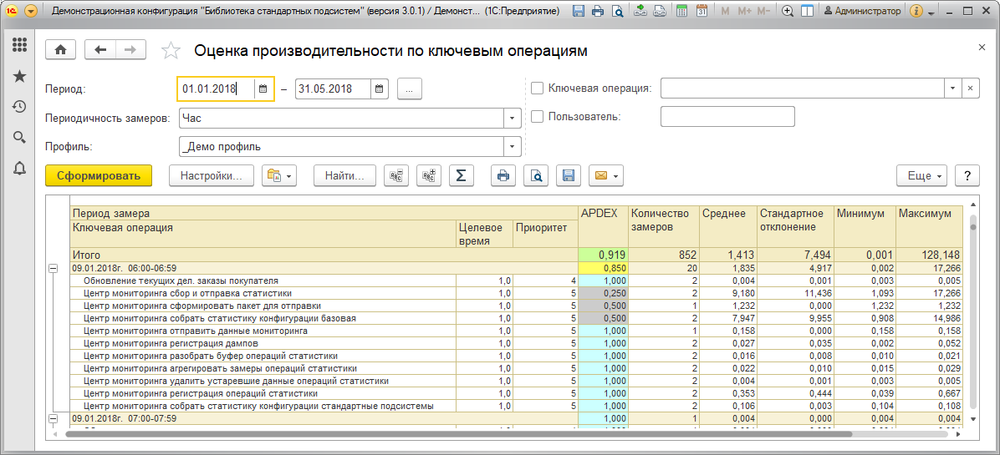 Демонстрационная конфигурация "Библиотека стандартных подсистем" (версия 3.0.1) / Демонст... (1С:Предприятие)
M M+ M- Администратор
Оценка производительности по ключевым операциям
Период: 01.01.2018 – 31.05.2018 ... Ключевая операция:
Периодичность замеров: Час Пользователь:
Профиль: _Демо профиль
Сформировать Настройки... Найти... Σ Еще ?
Период замера APDEX Количество замеров Среднее Стандартное отклонение Минимум Максимум
Ключевая операция Целевое время Приоритет
Итого 0,919 852 1,413 7,494 0,001 128,148
09.01.2018г. 06:00-06:59 0,850 20 1,835 4,917 0,002 17,266
Обновление текущих дел. заказы покупателя 1,0 4 1,000 2 0,004 0,001 0,003 0,005
Центр мониторинга сбор и отправка статистики 1,0 5 0,250 2 9,180 11,436 1,093 17,266
Центр мониторинга сформировать пакет для отправки 1,0 5 0,500 1 1,232 0,000 1,232 1,232
Центр мониторинга собрать статистику конфигурации базовая 1,0 5 0,500 2 7,947 9,955 0,908 14,986
Центр мониторинга отправить данные мониторинга 1,0 5 1,000 1 0,158 0,000 0,158 0,158
Центр мониторинга регистрация дампов 1,0 5 1,000 2 0,027 0,035 0,002 0,052
Центр мониторинга разобрать буфер операций статистики 1,0 5 1,000 2 0,016 0,008 0,010 0,021
Центр мониторинга агрегировать замеры операций статистики 1,0 5 1,000 2 0,022 0,010 0,015 0,029
Центр мониторинга удалить устаревшие данные операций статистики 1,0 5 1,000 2 0,004 0,001 0,003 0,005
Центр мониторинга регистрация операций статистики 1,0 5 1,000 2 0,353 0,444 0,039 0,667
Центр мониторинга собрать статистику конфигурации стандартные подсистемы 1,0 5 1,000 2 0,106 0,003 0,104 0,108
09.01.2018г. 07:00-07:59 1,000 1 0,004 0,000 0,004 0,004